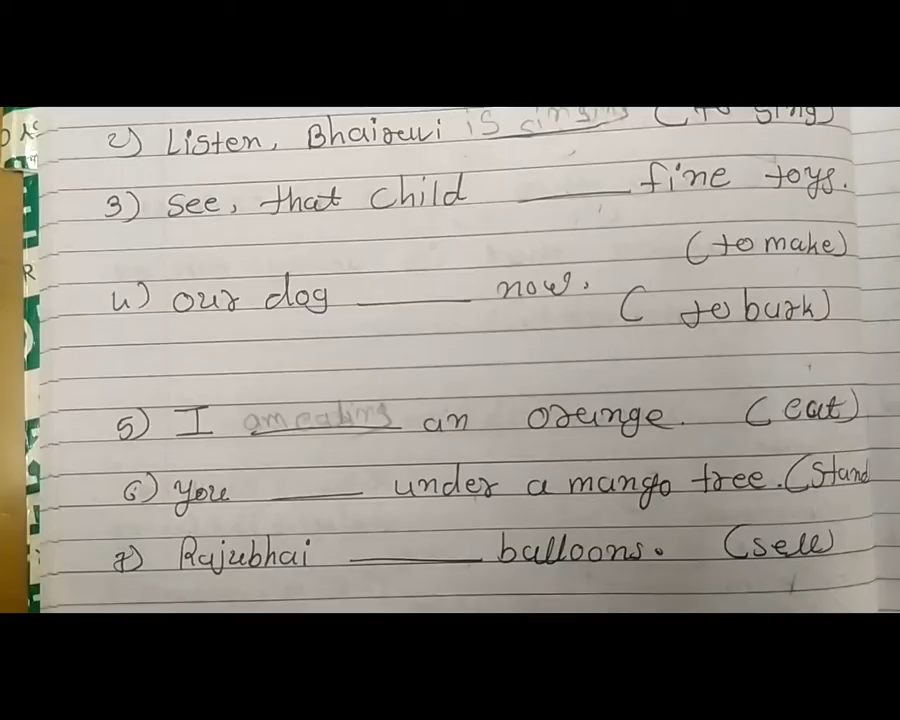 2) Listen, Bhairavi is singing (to sing)
3) See, that child ______ fine toys.
(to make)
4) our dog ______ now.
( to bark)
5) I am eating an orange. (eat)
6) you ______ under a mango tree. (Stand
7) Rajubhai ______ balloons. (sell)